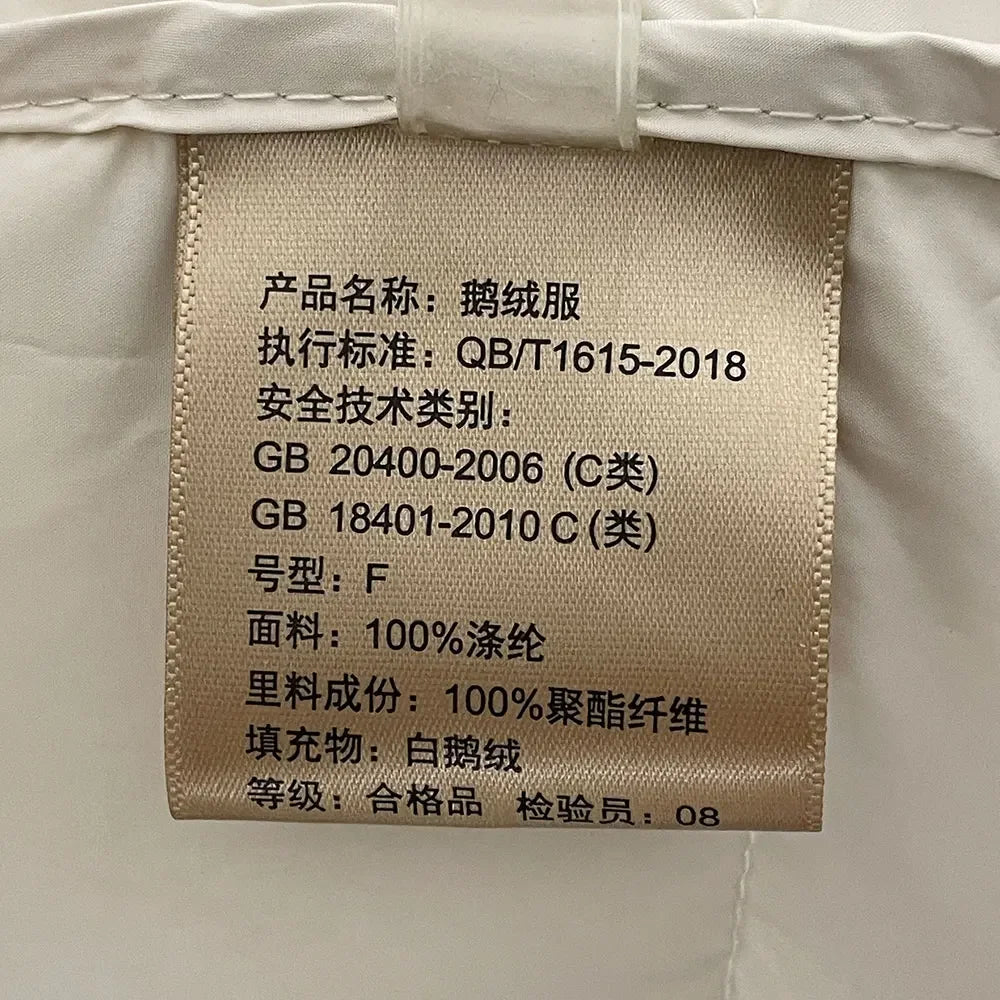 产品名称：鹅绒服
执行标准：QB/T1615-2018
安全技术类别：
GB 20400-2006 (C类)
GB 18401-2010 C (类)
号型：F
面料：100%涤纶
里料成份：100%聚酯纤维
填充物：白鹅绒
等级：合格品 检验员：08